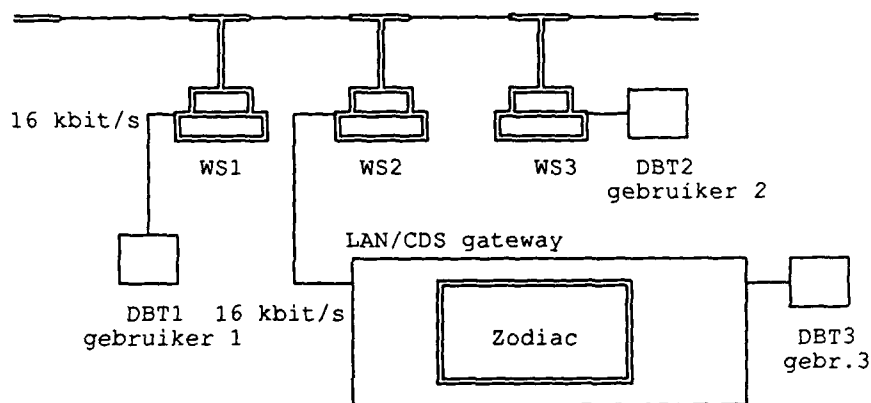 16 kbit/s
WS1
WS2
WS3
DBT2
gebruiker 2
LAN/CDS gateway
DBT1
16 kbit/s
gebruiker 1
Zodiac
DBT3
gebr.3